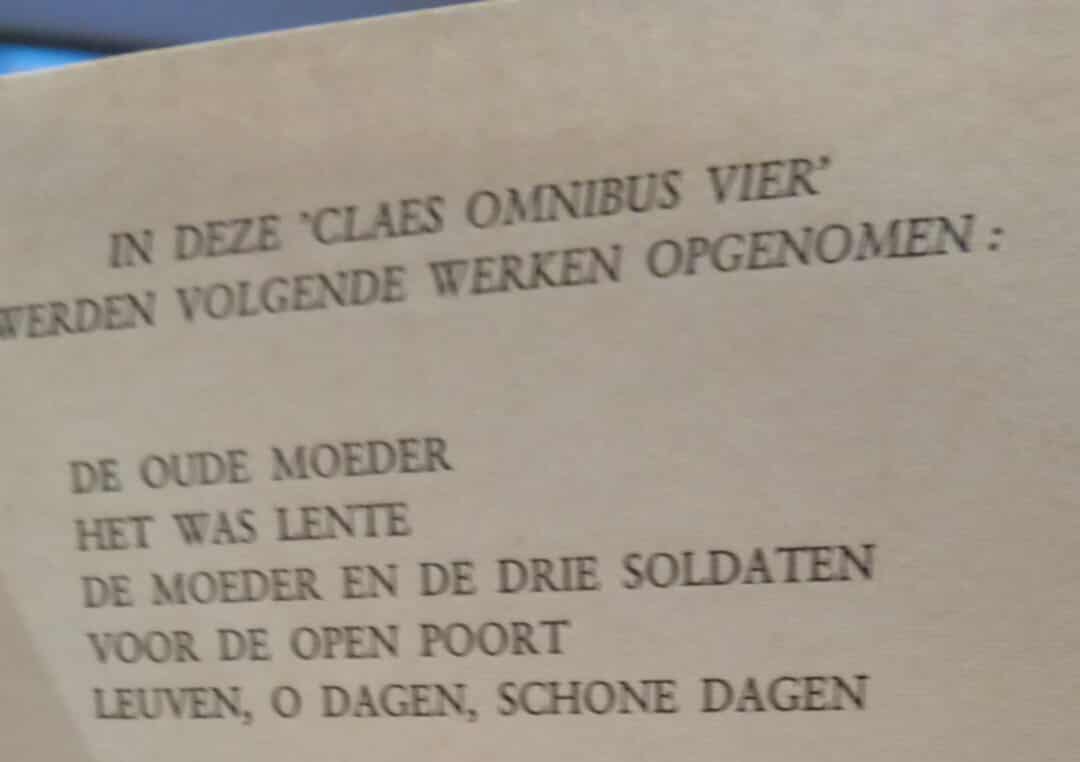 IN DEZE 'CLAES OMNIBUS VIER'
WERDEN VOLGENDE WERKEN OPGENOMEN :
DE OUDE MOEDER
HET WAS LENTE
DE MOEDER EN DE DRIE SOLDATEN
VOOR DE OPEN POORT
LEUVEN, O DAGEN, SCHONE DAGEN